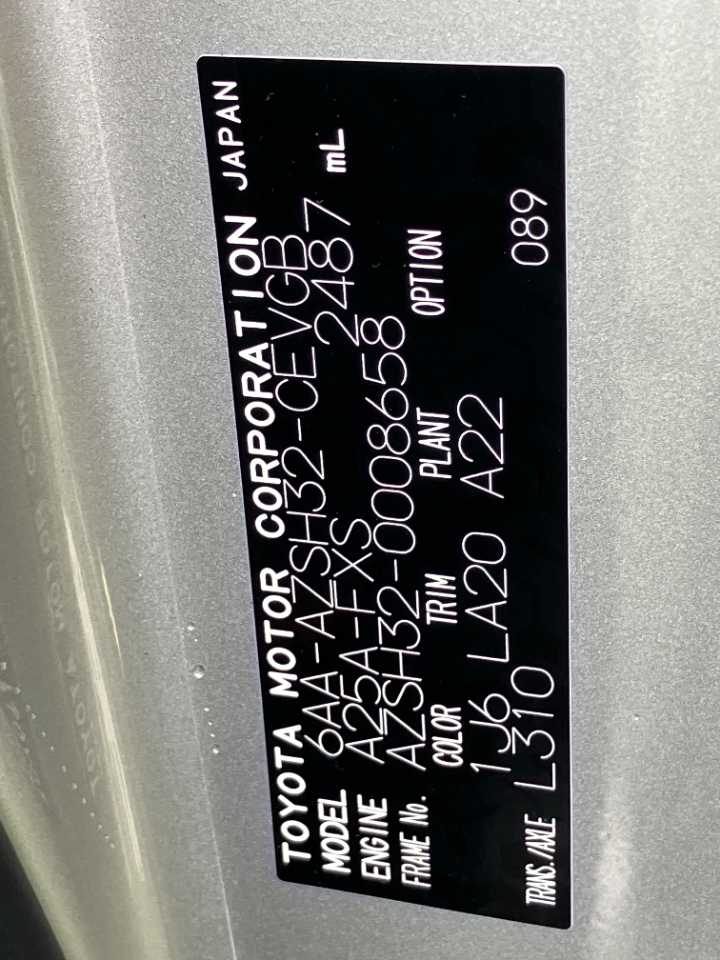 TOYOTA MOTOR CORPORATION JAPAN
MODEL 6AA-AZSH32-CEVGB
ENGINE A25A-FXS 2487 mL
FRAME No. AZSH32-0008658
COLOR TRIM PLANT OPTION
1J6 LA20 A22
TRANS./AXLE L310 089